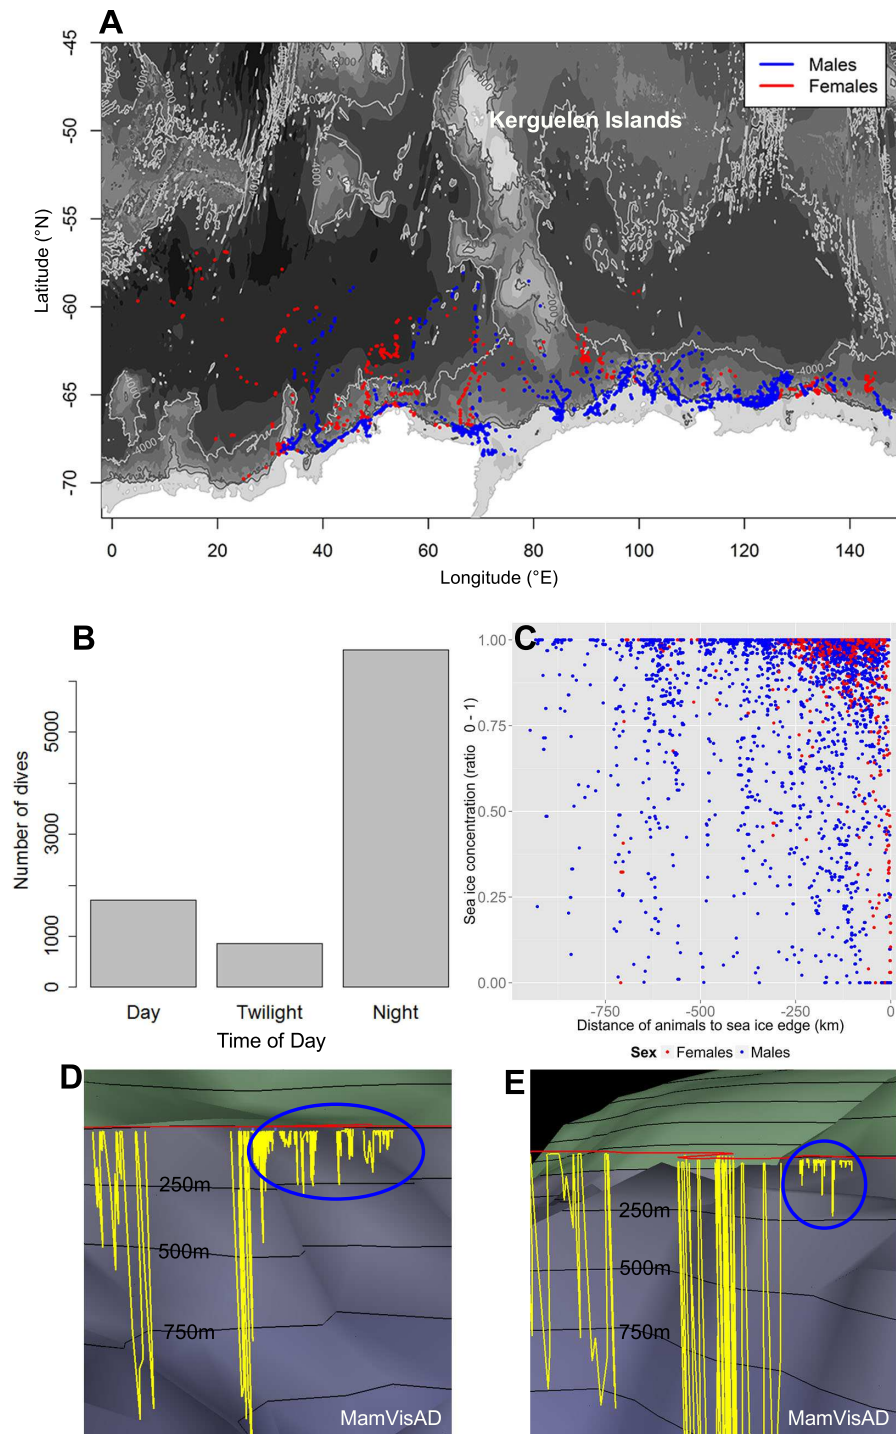 A
-45
-50
-55
-60
-65
-70
Latitude (°N)
Males
Females
Kerguelen Islands
4000
0 20 40 60 80 100 120 140
Longitude (°E)
B
Number of dives
5000
3000
1000
0
Day Twilight Night
Time of Day
C
Sea ice concentration (ratio 0 - 1)
1.00
0.75
0.50
0.25
0.00
-750 -500 -250 0
Distance of animals to sea ice edge (km)
Sex Females Males
D
250m
500m
750m
MamVisAD
E
250m
500m
750m
MamVisAD